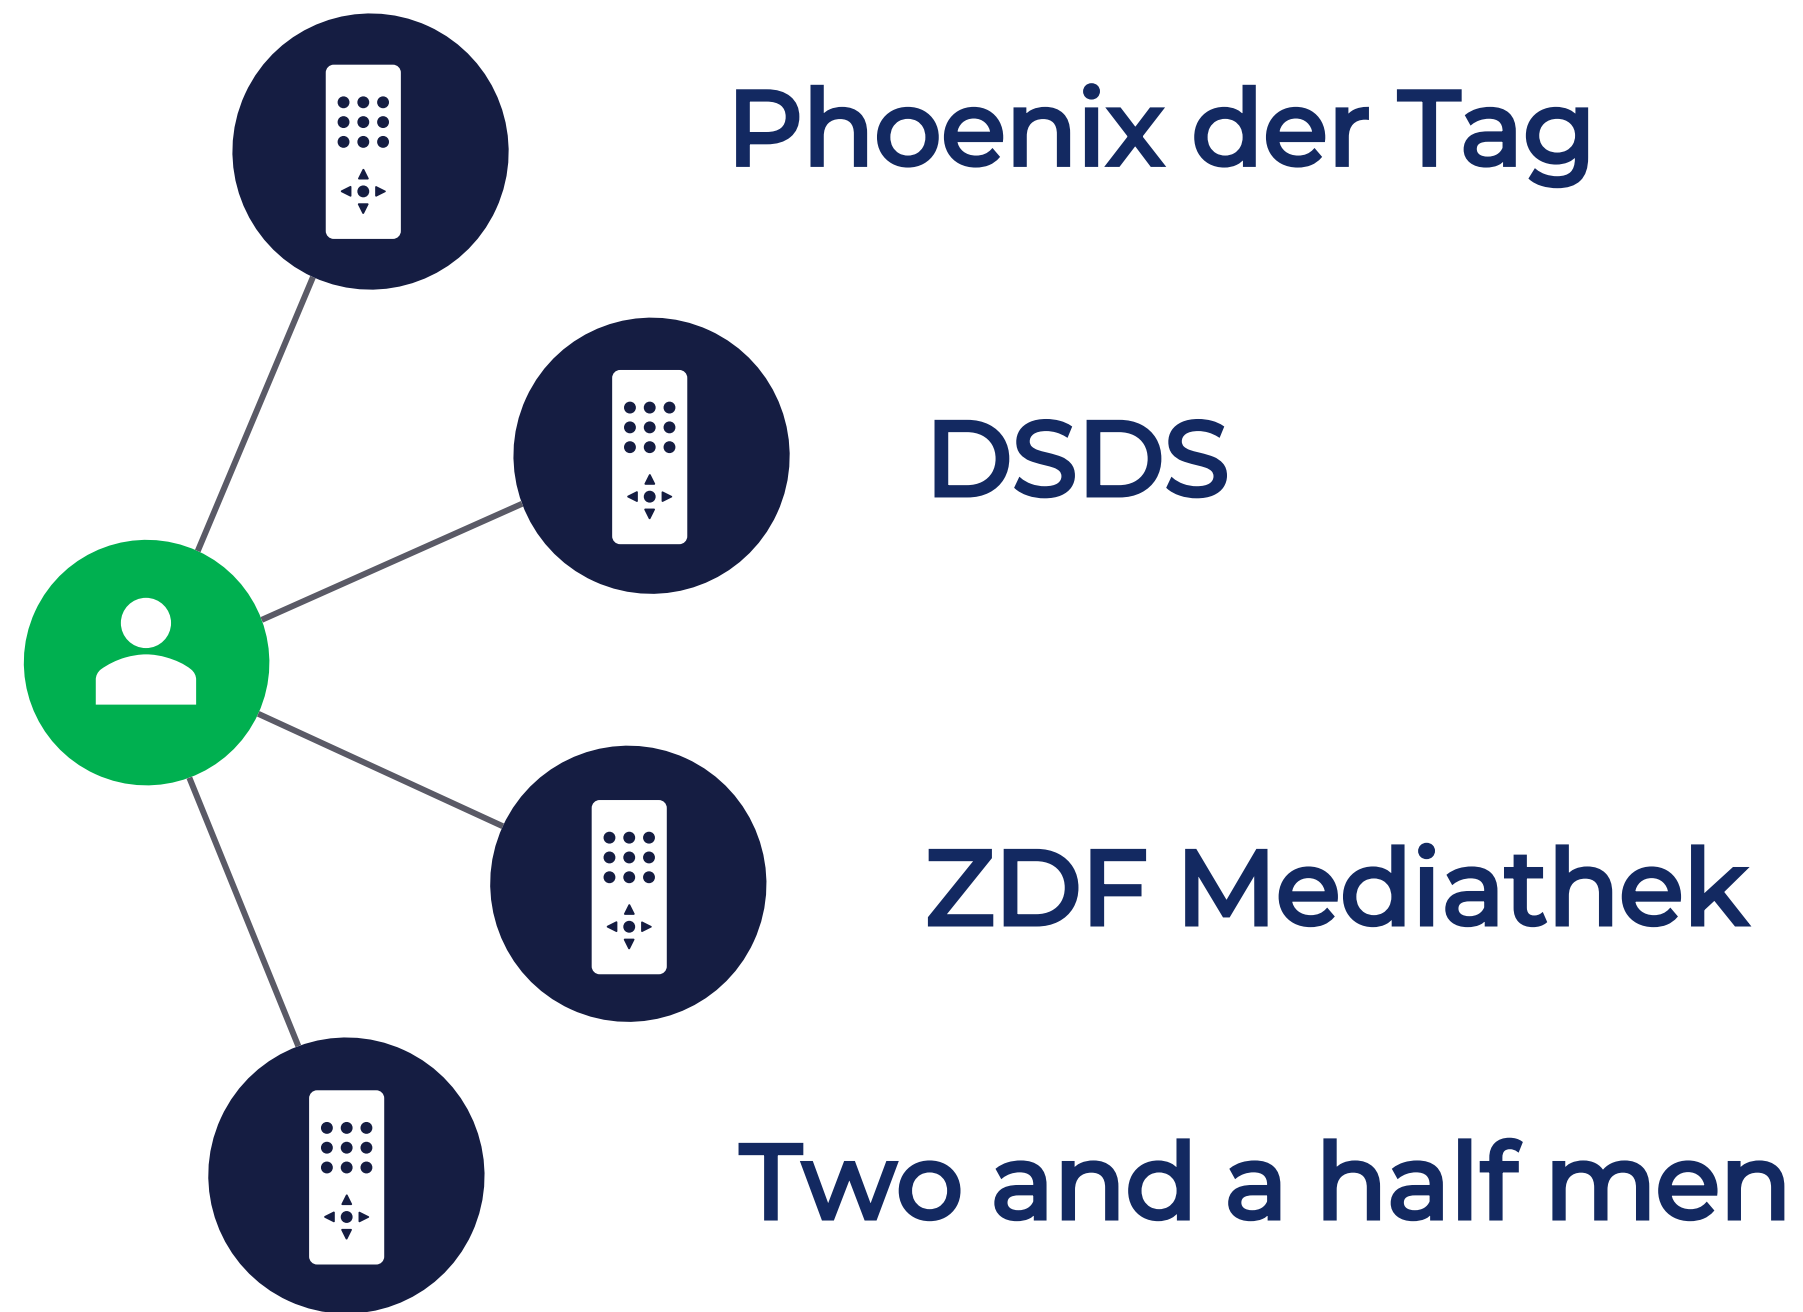 Phoenix der Tag
DSDS
ZDF Mediathek
Two and a half men